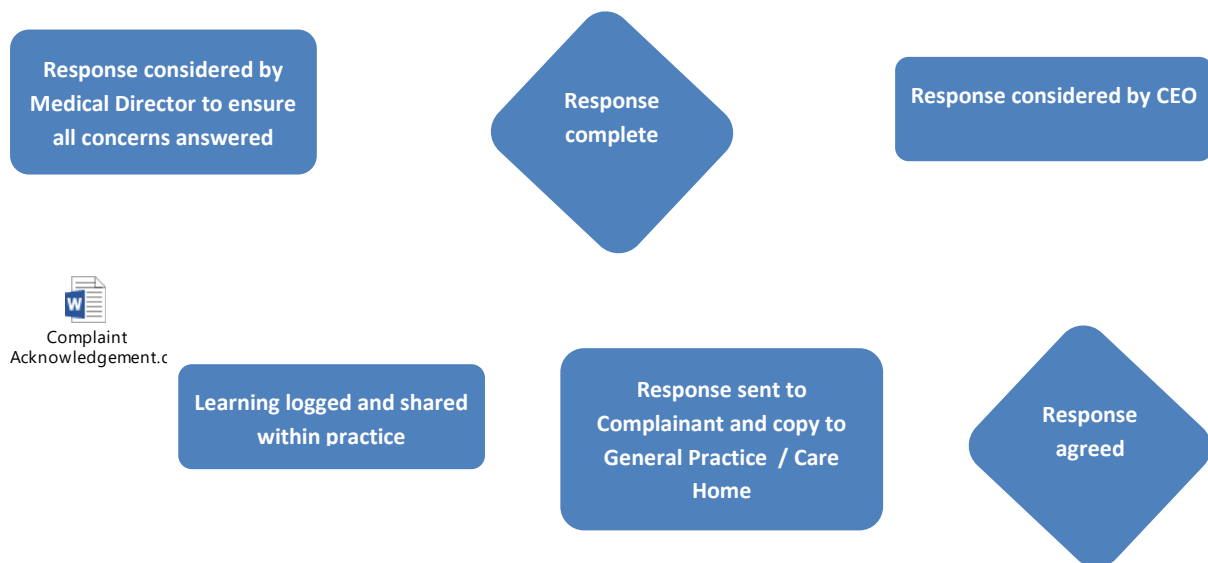 Response considered by
Medical Director to ensure
all concerns answered
Response
complete
Response considered by CEO
W
Complaint
Acknowledgement.c
Learning logged and shared
within practice
Response sent to
Complainant and copy to
General Practice / Care
Home
Response
agreed